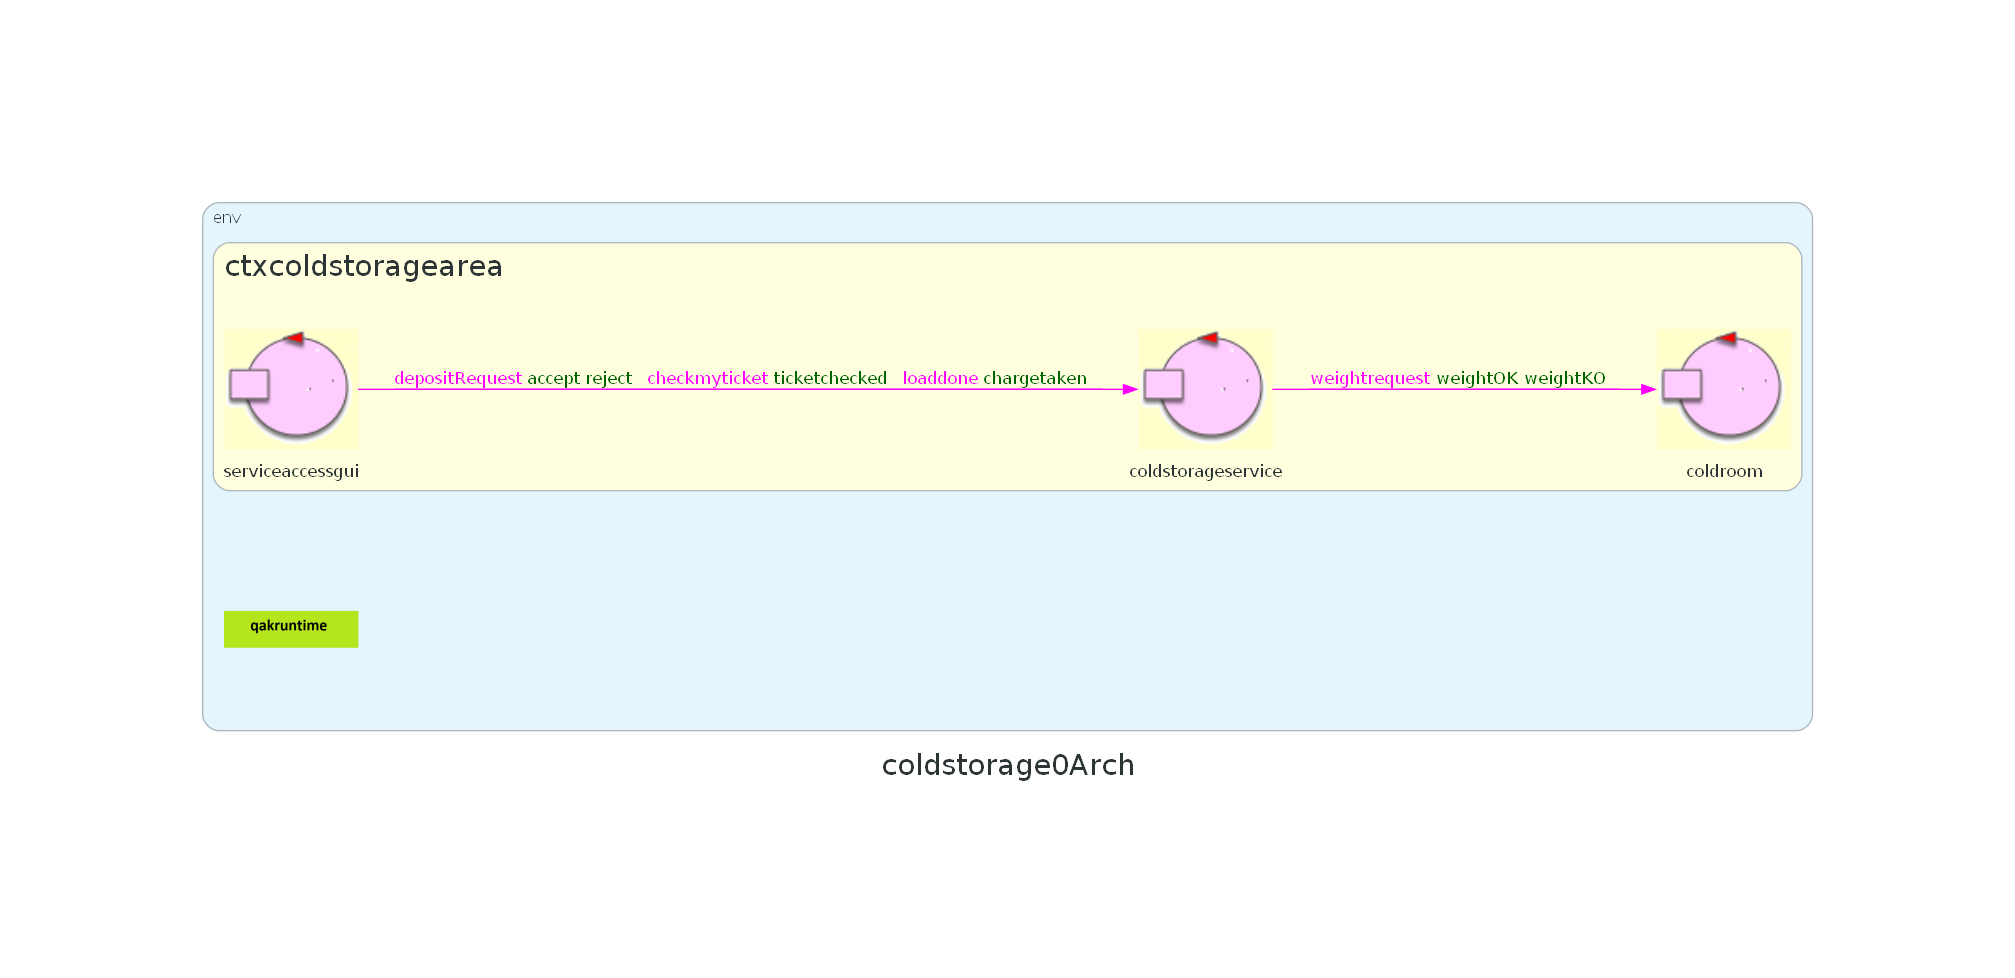 env
ctxcoldstoragearea
depositRequest accept reject checkmyticket ticketchecked loaddone chargetaken
weightrequest weightOK weightKO
serviceaccessgui
coldstorageservice
coldroom
qakruntime
coldstorage0Arch